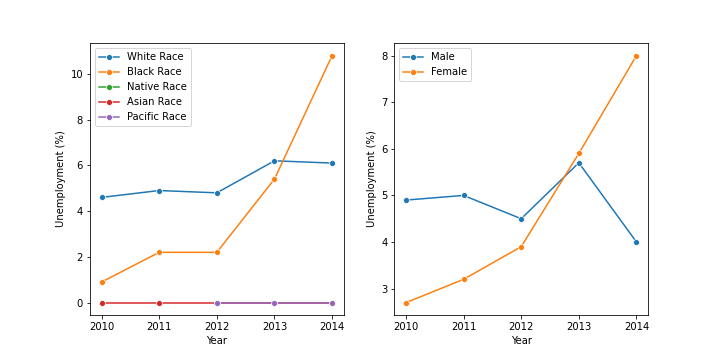 White Race
Black Race
Native Race
Asian Race
Pacific Race
Unemployment (%)
10
8
6
4
2
0
2010 2011 2012 2013 2014
Year
Male
Female
Unemployment (%)
8
7
6
5
4
3
2010 2011 2012 2013 2014
Year